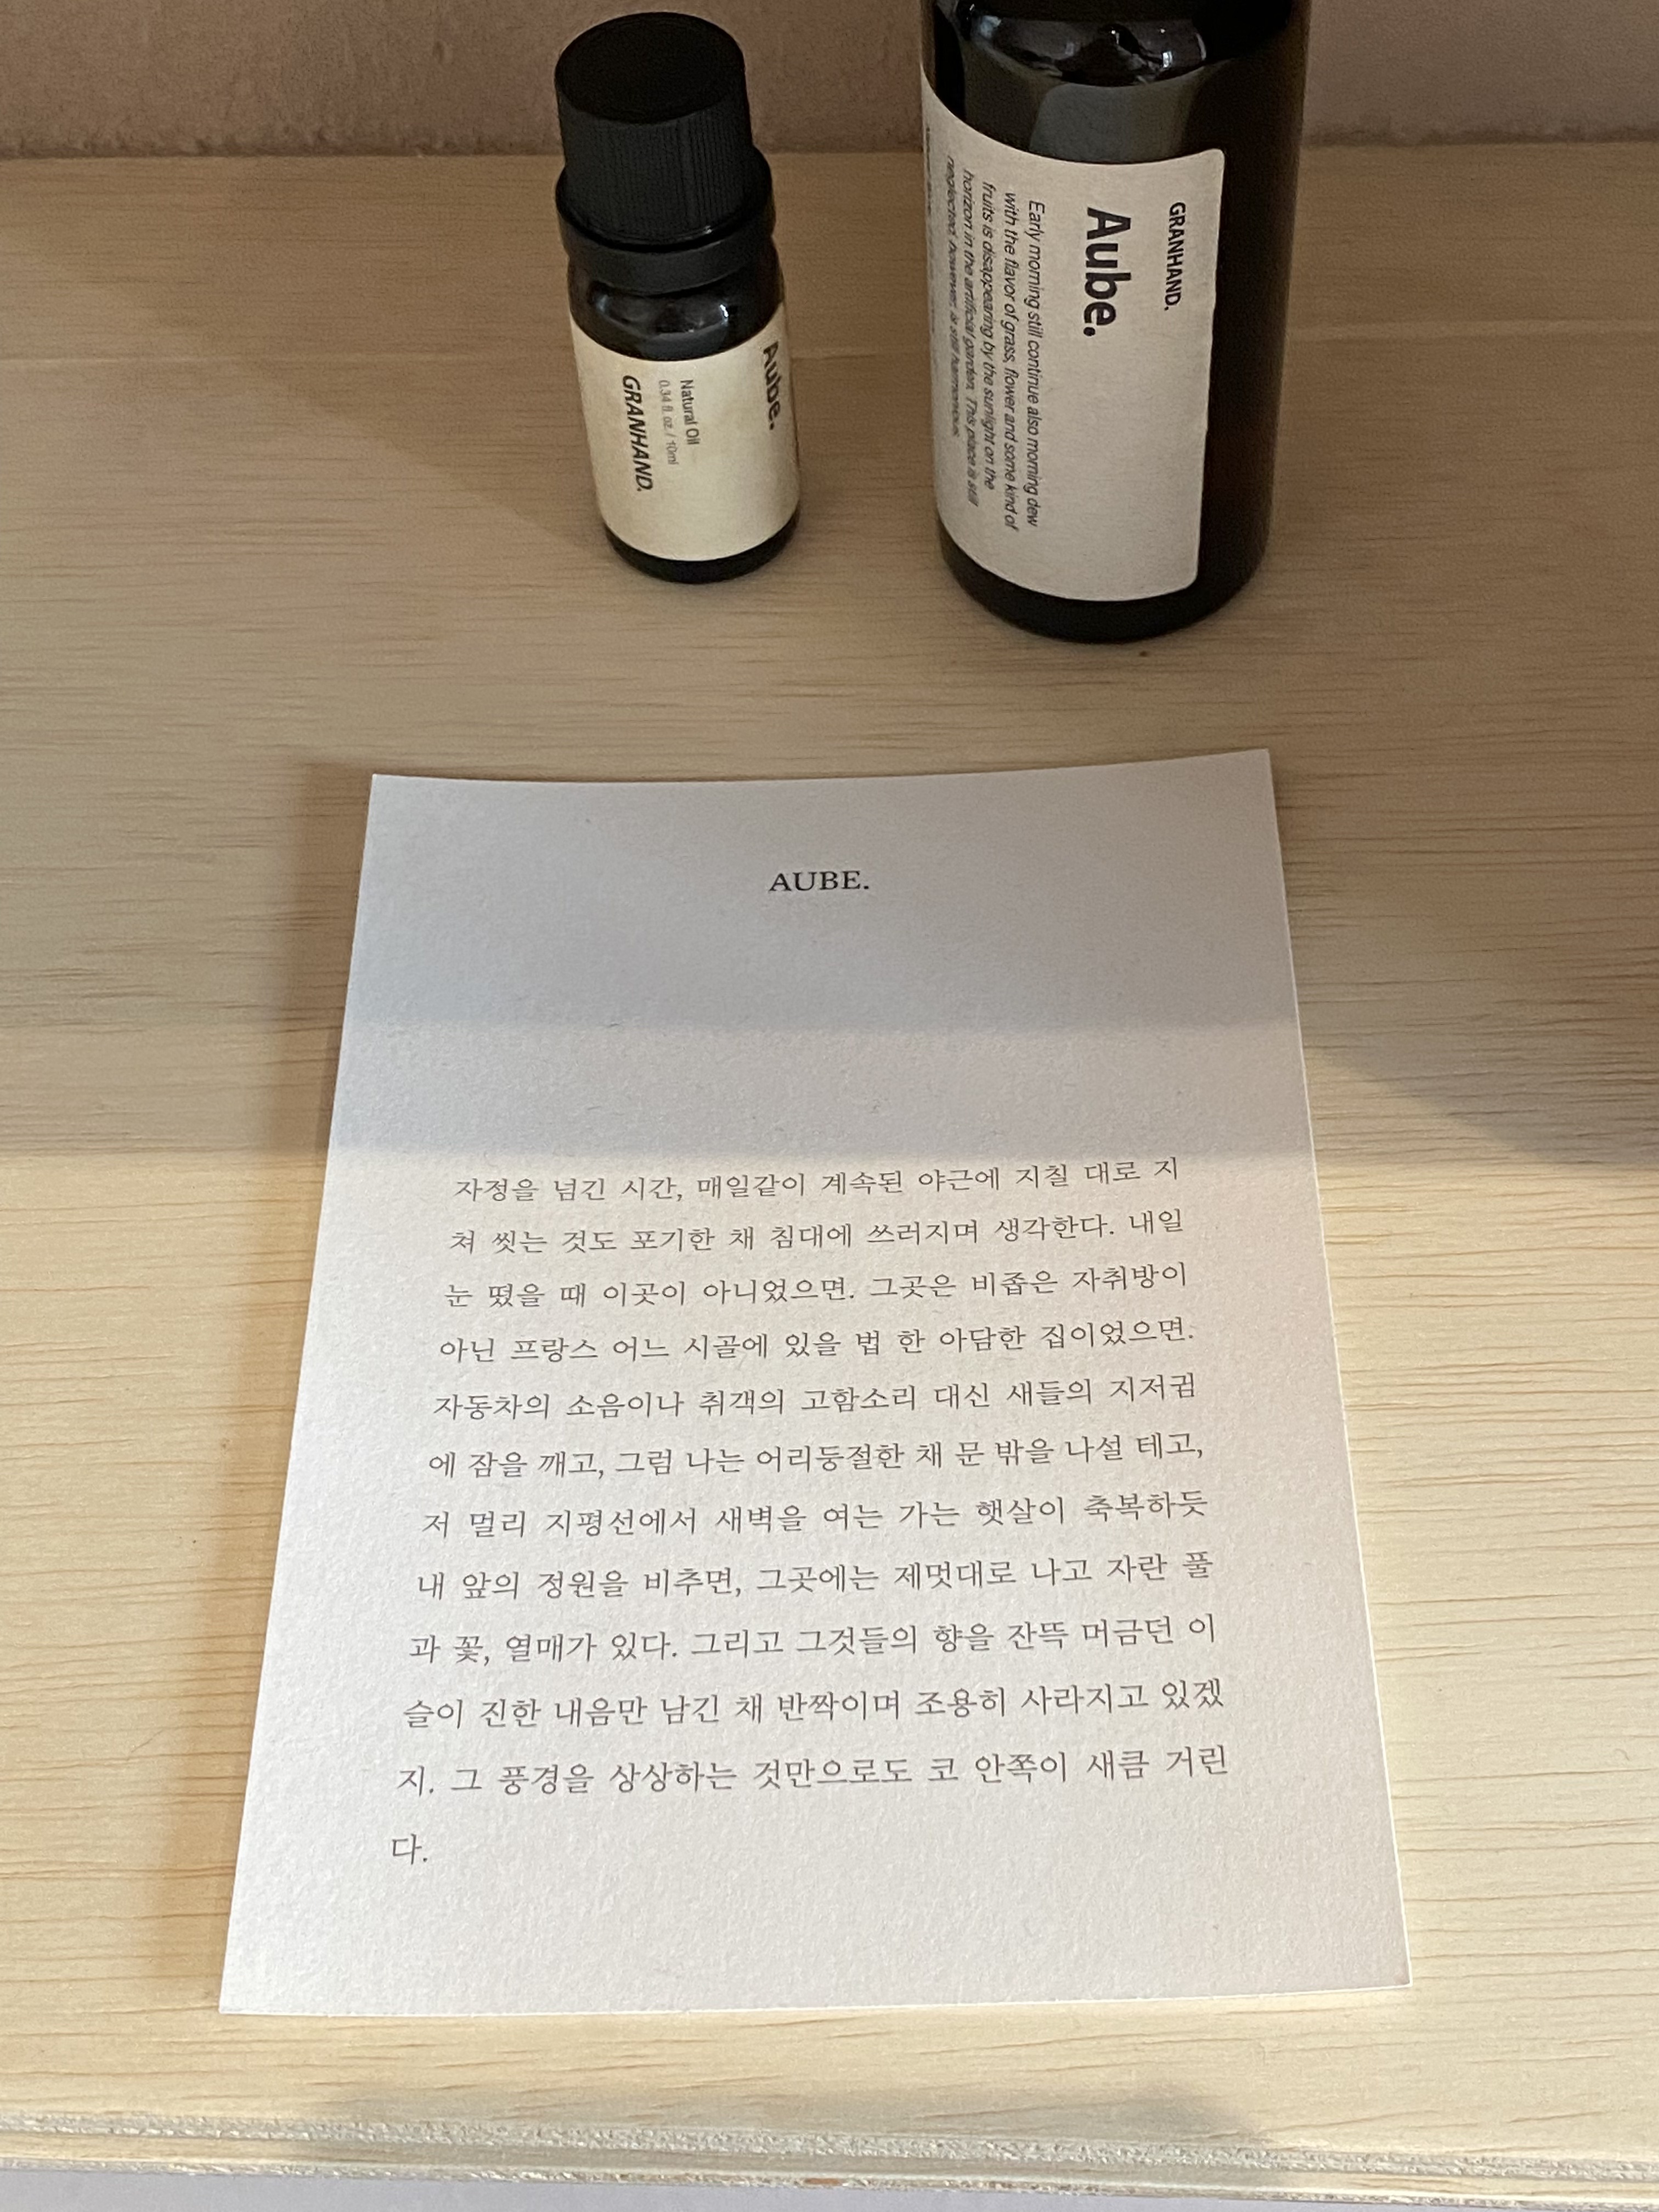 Aube.
Natural Oil
0.34 fl. oz. / 10ml
GRANHAND.
GRANHAND.
Aube.
Early morning still continue also morning dew
with the flavor of grass, flower and some kind of
fruits is disappearing by the sunlight on the
horizon in the artificial garden. This place is still
neglected, however, is still harmonious.
AUBE.
자정을 넘긴 시간, 매일같이 계속된 야근에 지칠 대로 지
쳐 씻는 것도 포기한 채 침대에 쓰러지며 생각한다. 내일
눈 떴을 때 이곳이 아니었으면. 그곳은 비좁은 자취방이
아닌 프랑스 어느 시골에 있을 법 한 아담한 집이었으면.
자동차의 소음이나 취객의 고함소리 대신 새들의 지저귐
에 잠을 깨고, 그럼 나는 어리둥절한 채 문 밖을 나설 테고,
저 멀리 지평선에서 새벽을 여는 가는 햇살이 축복하듯
내 앞의 정원을 비추면, 그곳에는 제멋대로 나고 자란 풀
과 꽃, 열매가 있다. 그리고 그것들의 향을 잔뜩 머금던 이
슬이 진한 내음만 남긴 채 반짝이며 조용히 사라지고 있겠
지. 그 풍경을 상상하는 것만으로도 코 안쪽이 새큼 거린
다.